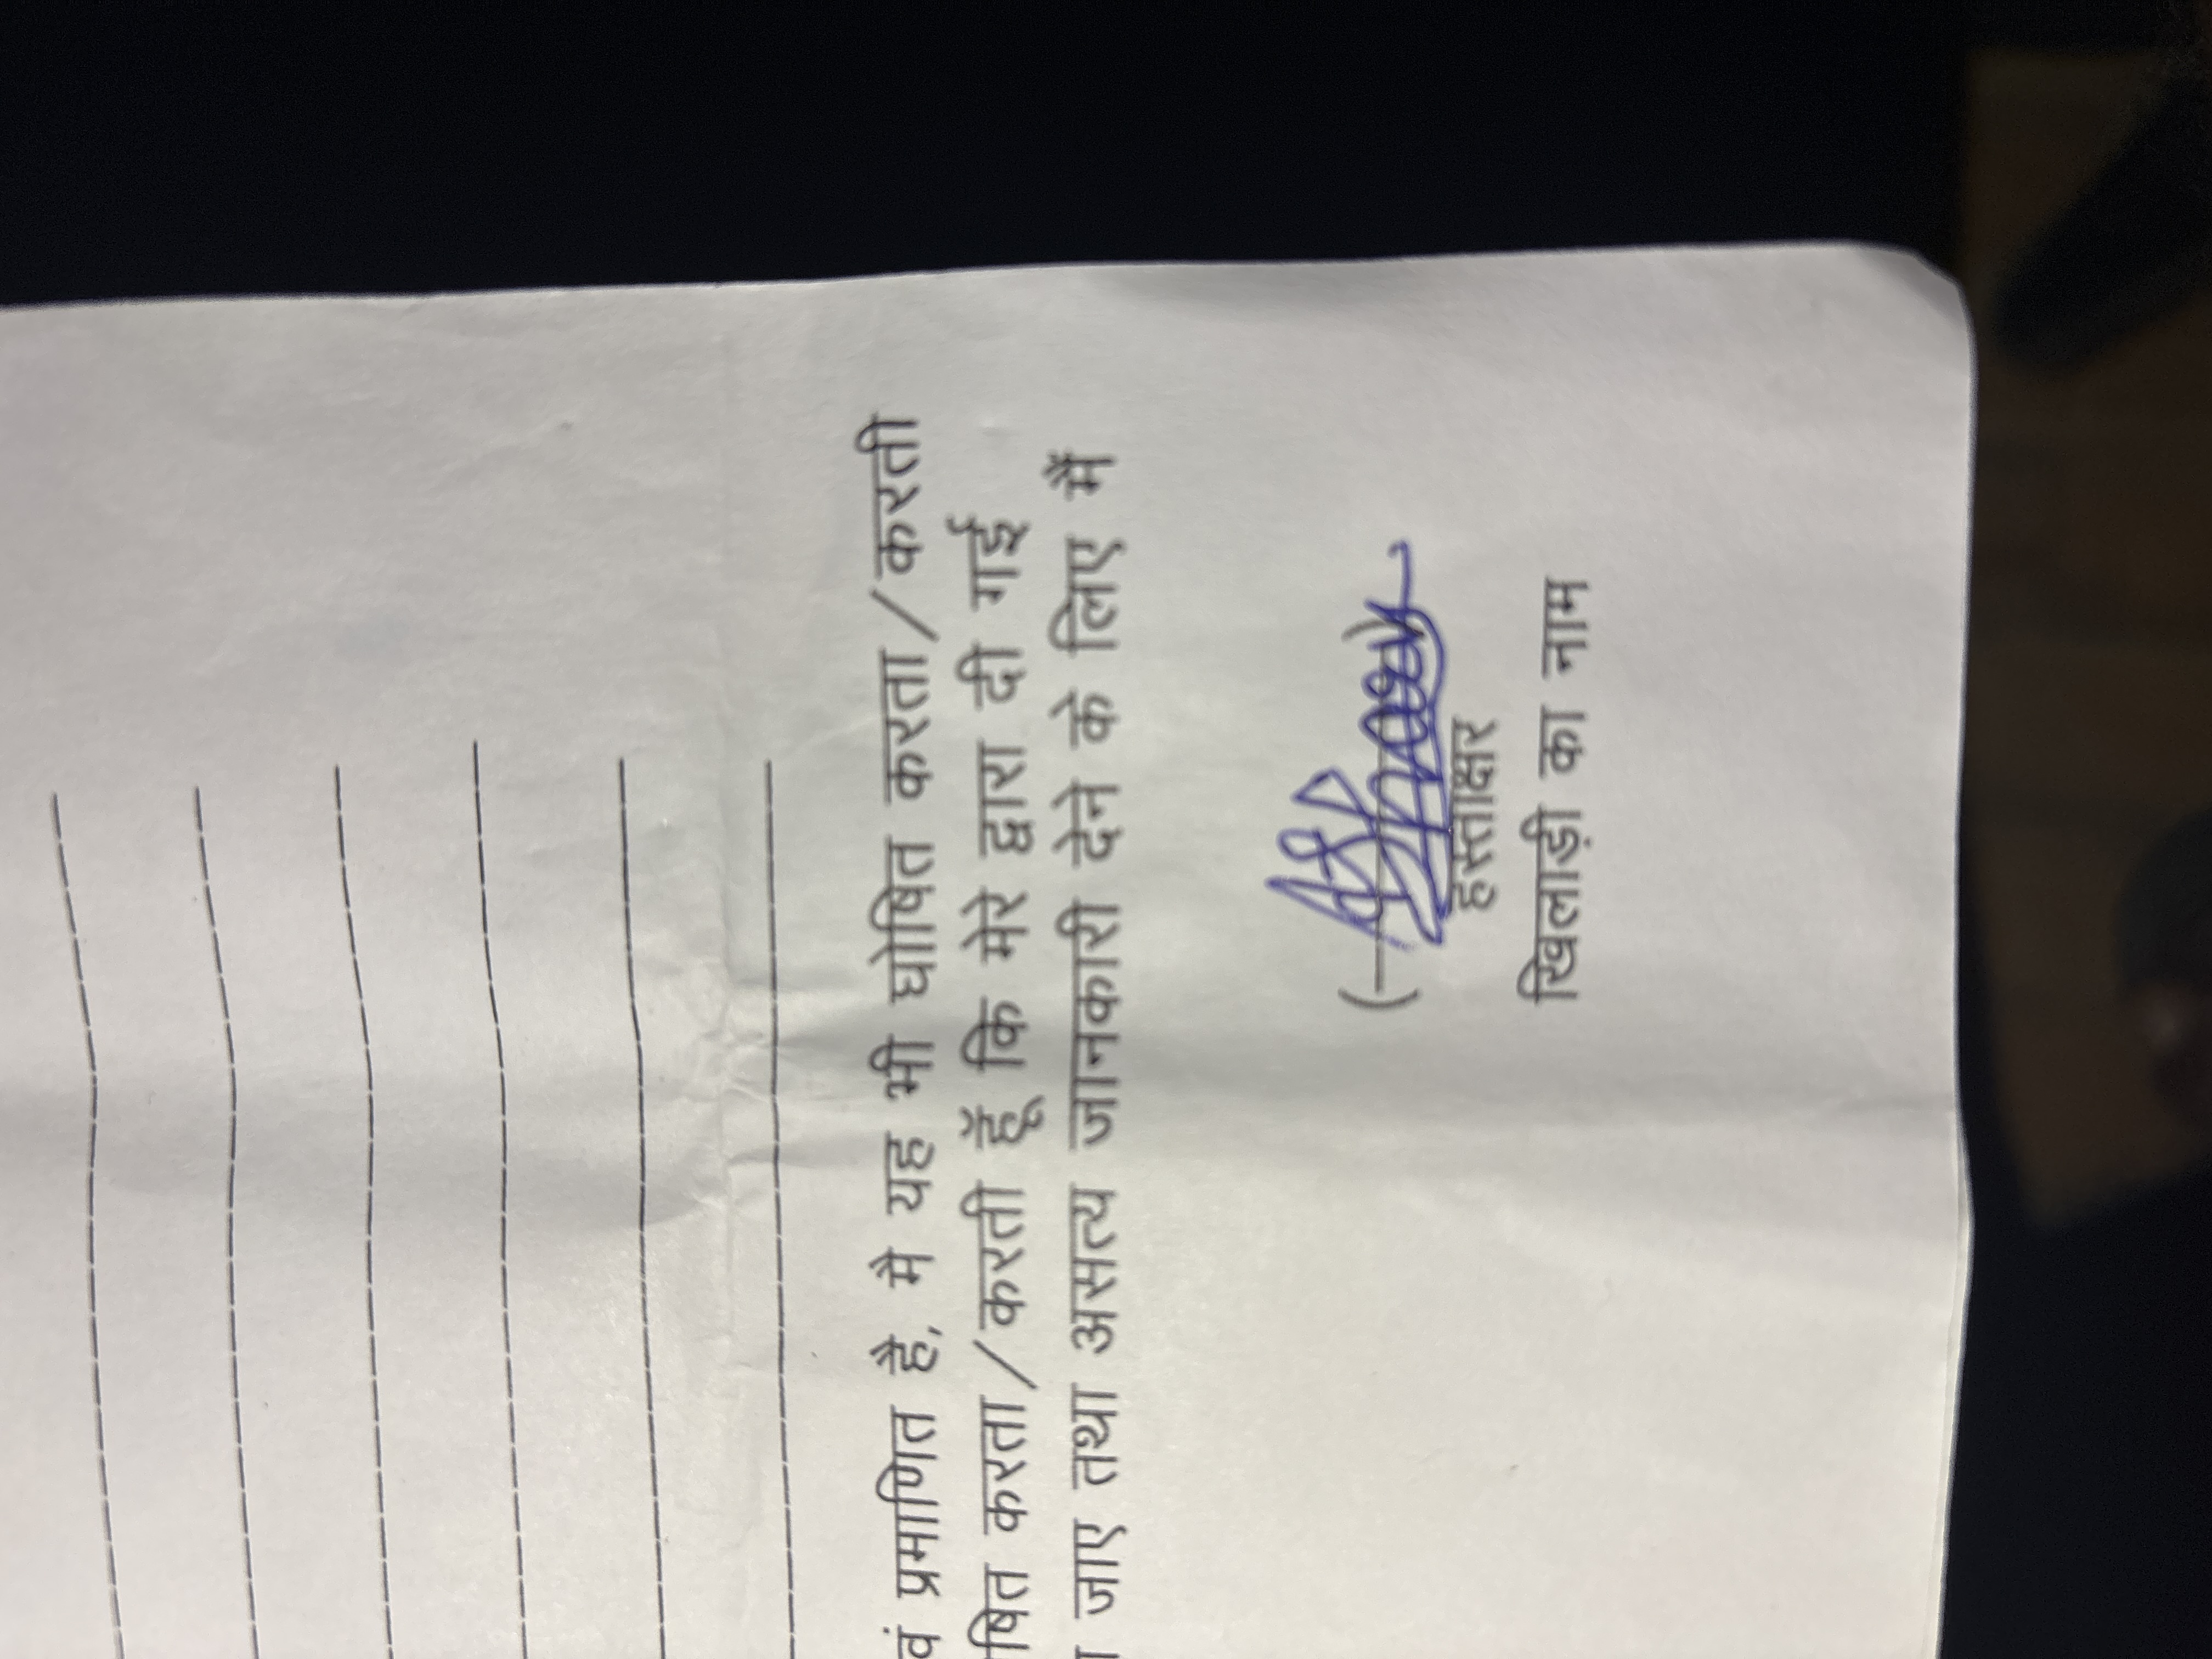 प्रमाणित है, मै यह भी घोषित करता/करती
करता/करती हूँ कि मेरे द्वारा दी गई
जाए तथा असत्य जानकारी देने के लिए मैं
हस्ताक्षर
खिलाड़ी का नाम